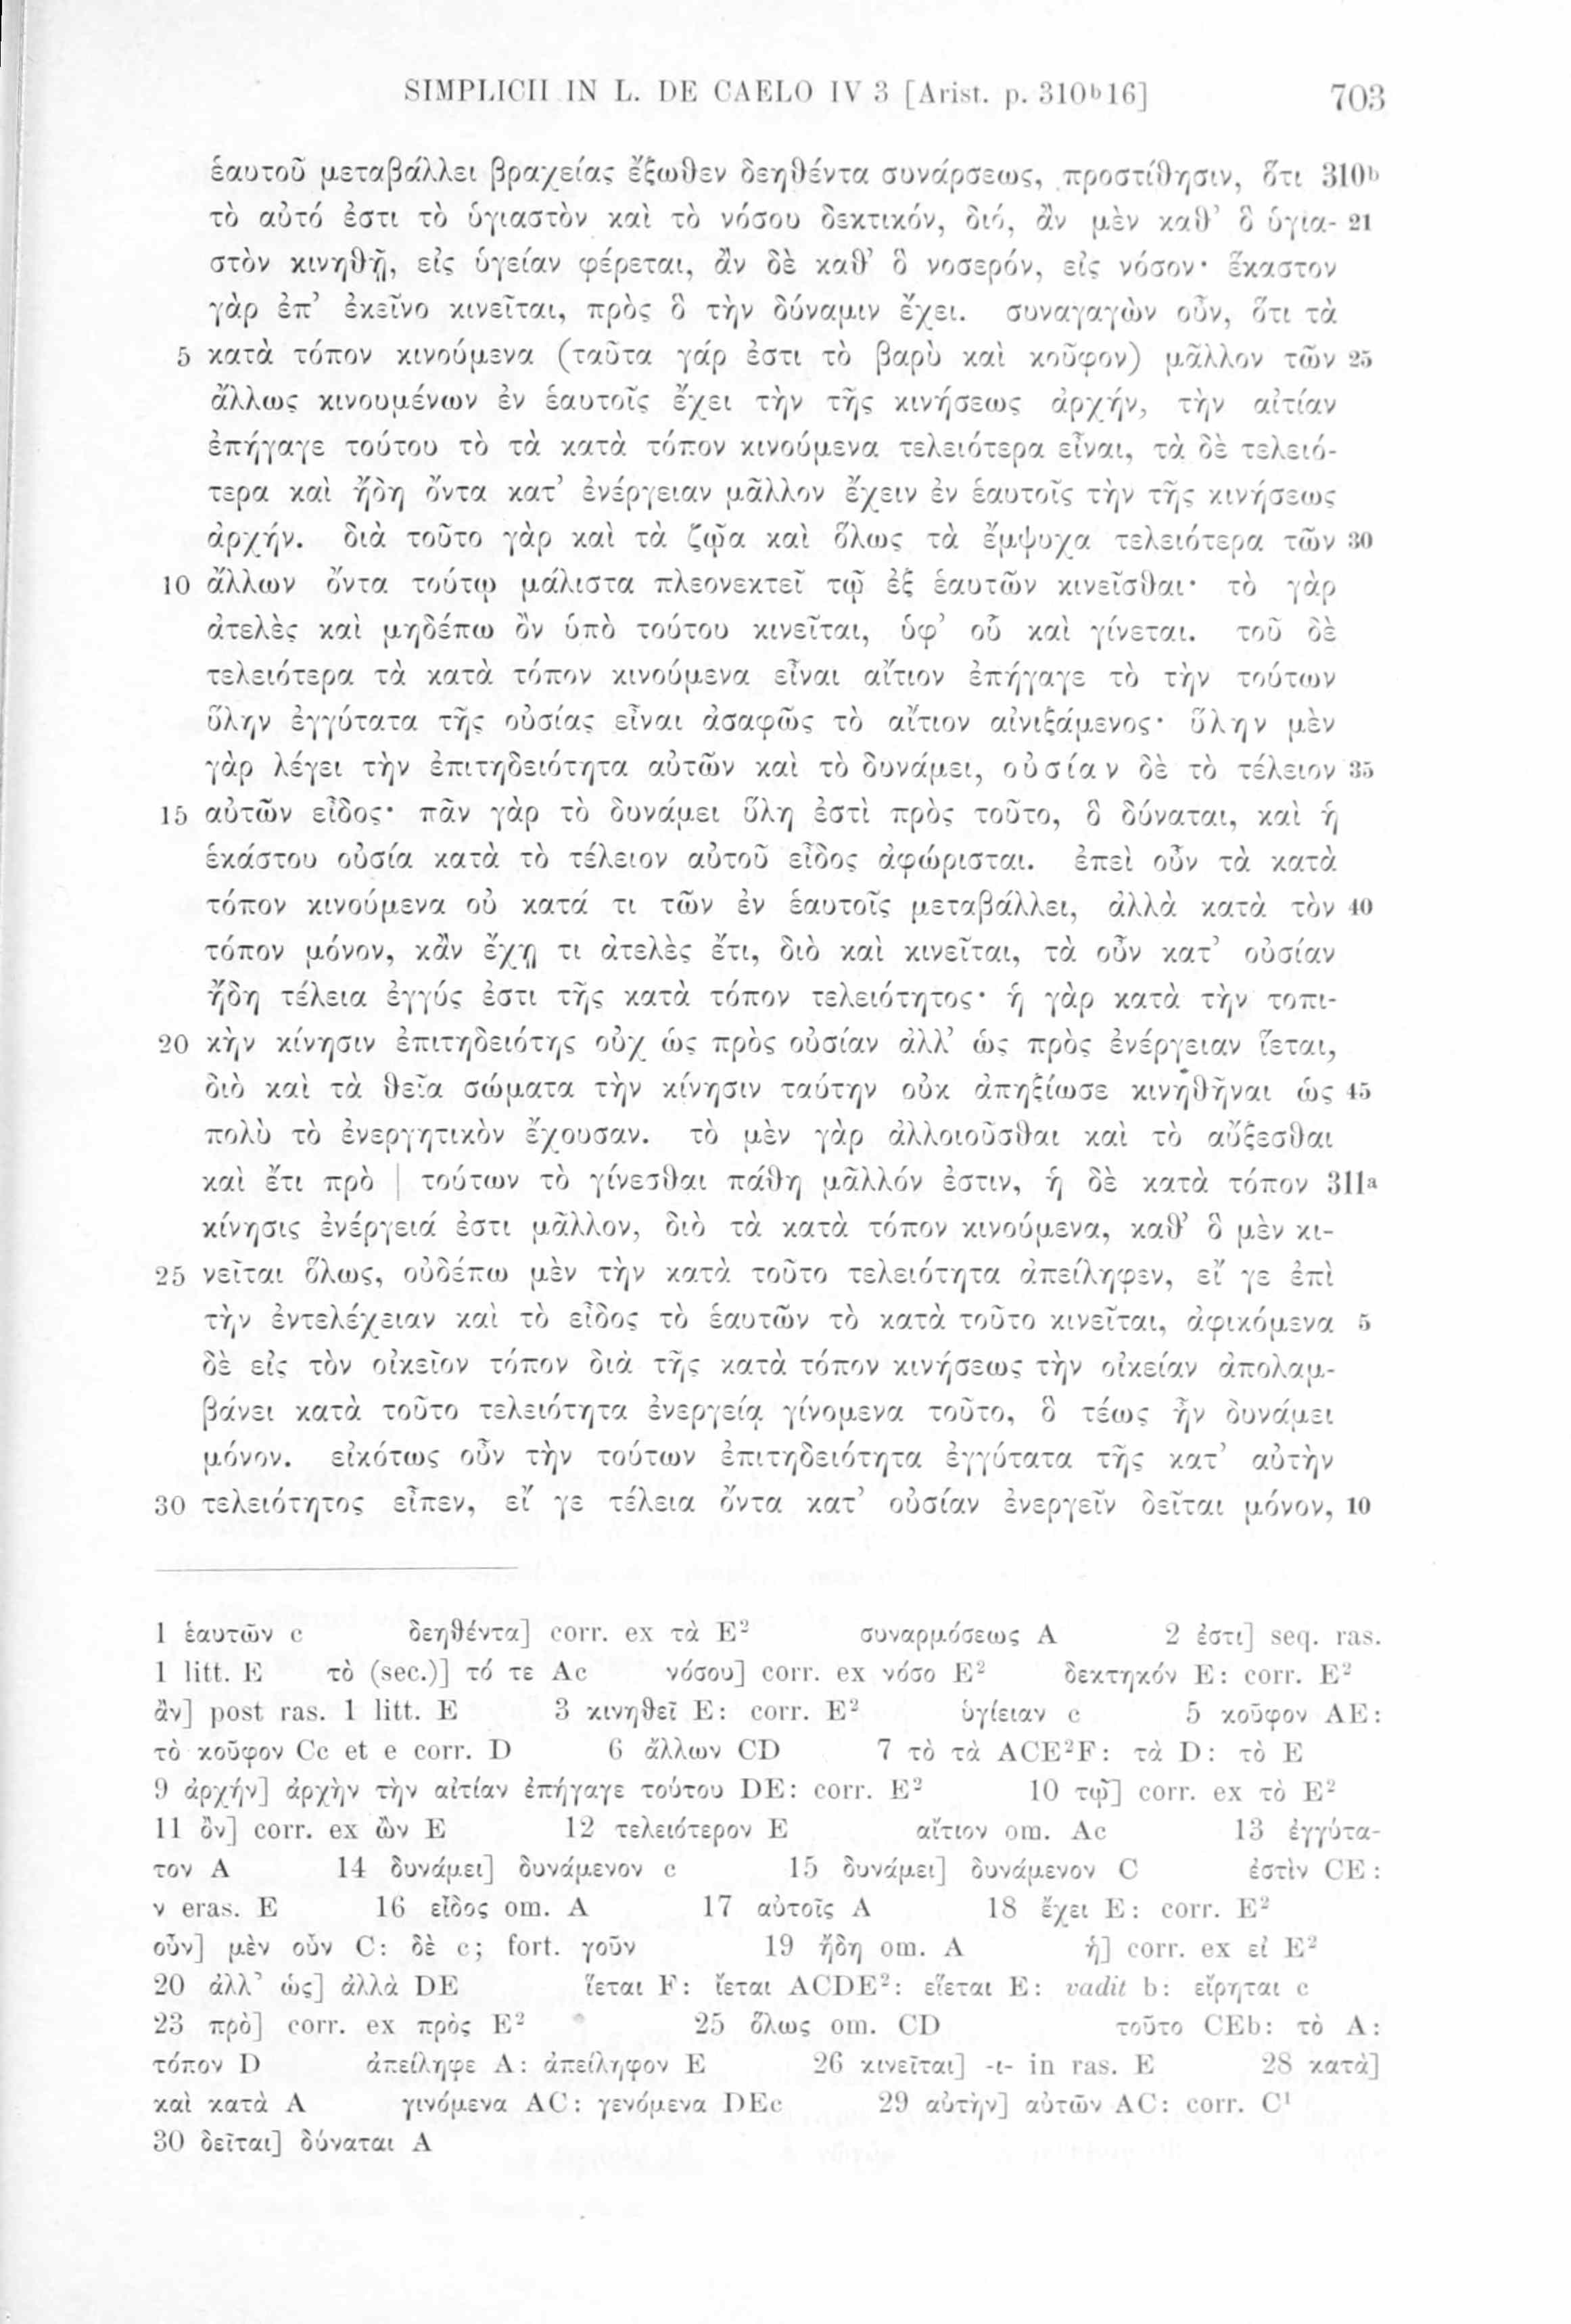 SIMPLICII IN L. DE CAELO IV 3 [Arist. p. 310ᵇ16] 703
ἑαυτοῦ μεταβάλλει βραχείας ἔξωθεν δεηθέντα συνάρσεως, προστίθησιν, ὅτι 310ᵇ
τὸ αὐτό ἐστι τὸ ὑγιαστὸν καὶ τὸ νόσου δεκτικόν, διό, ἂν μὲν καθ’ ὃ ὑγια- 21
στὸν κινηθῇ, εἰς ὑγείαν φέρεται, ἂν δὲ καθ’ ὃ νοσερόν, εἰς νόσον· ἕκαστον
γὰρ ἐπ’ ἐκεῖνο κινεῖται, πρὸς ὃ τὴν δύναμιν ἔχει. συναγαγὼν οὖν, ὅτι τὰ
5 κατὰ τόπον κινούμενα (ταῦτα γάρ ἐστι τὸ βαρὺ καὶ κοῦφον) μᾶλλον τῶν 25
ἄλλως κινουμένων ἐν ἑαυτοῖς ἔχει τὴν τῆς κινήσεως ἀρχήν, τὴν αἰτίαν
ἐπήγαγε τούτου τὸ τὰ κατὰ τόπον κινούμενα τελειότερα εἶναι, τὰ δὲ τελειό-
τερα καὶ ἤδη ὄντα κατ’ ἐνέργειαν μᾶλλον ἔχειν ἐν ἑαυτοῖς τὴν τῆς κινήσεως
ἀρχήν. διὰ τοῦτο γὰρ καὶ τὰ ζῷα καὶ ὅλως τὰ ἔμψυχα τελειότερα τῶν 30
10 ἄλλων ὄντα τούτῳ μάλιστα πλεονεκτεῖ τῷ ἐξ ἑαυτῶν κινεῖσθαι· τὸ γὰρ
ἀτελὲς καὶ μηδέπω ὂν ὑπὸ τούτου κινεῖται, ὑφ’ οὗ καὶ γίνεται. τοῦ δὲ
τελειότερα τὰ κατὰ τόπον κινούμενα εἶναι αἴτιον ἐπήγαγε τὸ τὴν τούτων
ὕλην ἐγγύτατα τῆς οὐσίας εἶναι ἀσαφῶς τὸ αἴτιον αἰνιξάμενος· ὕλην μὲν
γὰρ λέγει τὴν ἐπιτηδειότητα αὐτῶν καὶ τὸ δυνάμει, οὐσίαν δὲ τὸ τέλειον 35
15 αὐτῶν εἶδος· πᾶν γὰρ τὸ δυνάμει ὕλη ἐστὶ πρὸς τοῦτο, ὃ δύναται, καὶ ἡ
ἑκάστου οὐσία κατὰ τὸ τέλειον αὐτοῦ εἶδος ἀφώρισται. ἐπεὶ οὖν τὰ κατὰ
τόπον κινούμενα οὐ κατά τι τῶν ἐν ἑαυτοῖς μεταβάλλει, ἀλλὰ κατὰ τὸν 40
τόπον μόνον, κἂν ἔχῃ τι ἀτελὲς ἔτι, διὸ καὶ κινεῖται, τὰ οὖν κατ’ οὐσίαν
ἤδη τέλεια ἐγγύς ἐστι τῆς κατὰ τόπον τελειότητος· ἡ γὰρ κατὰ τὴν τοπι-
20 κὴν κίνησιν ἐπιτηδειότης οὐχ ὡς πρὸς οὐσίαν ἀλλ’ ὡς πρὸς ἐνέργειαν ἵεται,
διὸ καὶ τὰ θεῖα σώματα τὴν κίνησιν ταύτην οὐκ ἀπηξίωσε κινηθῆναι ὡς 45
πολὺ τὸ ἐνεργητικὸν ἔχουσαν. τὸ μὲν γὰρ ἀλλοιοῦσθαι καὶ τὸ αὔξεσθαι
καὶ ἔτι πρὸ | τούτων τὸ γίνεσθαι πάθη μᾶλλόν ἐστιν, ἡ δὲ κατὰ τόπον 311ᵃ
κίνησις ἐνέργειά ἐστι μᾶλλον, διὸ τὰ κατὰ τόπον κινούμενα, καθ’ ὃ μὲν κι-
25 νεῖται ὅλως, οὐδέπω μὲν τὴν κατὰ τοῦτο τελειότητα ἀπείληφεν, εἴ γε ἐπὶ
τὴν ἐντελέχειαν καὶ τὸ εἶδος τὸ ἑαυτῶν τὸ κατὰ τοῦτο κινεῖται, ἀφικόμενα 5
δὲ εἰς τὸν οἰκεῖον τόπον διὰ τῆς κατὰ τόπον κινήσεως τὴν οἰκείαν ἀπολαμ-
βάνει κατὰ τοῦτο τελειότητα ἐνεργείᾳ γίνομενα τοῦτο, ὃ τέως ἦν δυνάμει
μόνον. εἰκότως οὖν τὴν τούτων ἐπιτηδειότητα ἐγγύτατα τῆς κατ’ αὐτὴν
30 τελειότητος εἶπεν, εἴ γε τέλεια ὄντα κατ’ οὐσίαν ἐνεργεῖν δεῖται μόνον, 10
1 ἑαυτῶν c δεηθέντα] corr. ex τὰ E² συναρμόσεως A 2 ἐστι] seq. ras.
1 litt. E τὸ (sec.)] τό τε Ac νόσου] corr. ex νόσο E² δεκτηκόν E: corr. E²
ἂν] post ras. 1 litt. E 3 κινηθεῖ E: corr. E² ὑγίειαν c 5 κοῦφον AE:
τὸ κοῦφον Cc et e corr. D 6 ἄλλων CD 7 τὸ τὰ ACE²F: τὰ D: τὸ E
9 ἀρχήν] ἀρχὴν τὴν αἰτίαν ἐπήγαγε τούτου DE: corr. E² 10 τῷ] corr. ex τὸ E²
11 ὂν] corr. ex ὢν E 12 τελειότερον E αἴτιον om. Ac 13 ἐγγύτα-
τον A 14 δυνάμει] δυνάμενον c 15 δυνάμει] δυνάμενον C ἐστὶν CE:
ν eras. E 16 εἶδος om. A 17 αὐτοῖς A 18 ἔχει E: corr. E²
οὖν] μὲν οὖν C: δὲ c; fort. γοῦν 19 ἤδη om. A ἡ] corr. ex εἰ E²
20 ἀλλ’ ὡς] ἀλλὰ DE ἵεται F: ἴεται ACDE²: εἵεται E: vadit b: εἴρηται c
23 πρὸ] corr. ex πρὸς E² 25 ὅλως om. CD τοῦτο CEb: τὸ A:
τόπον D ἀπείληφε A: ἀπείληφον E 26 κινεῖται] -ι- in ras. E 28 κατὰ]
καὶ κατὰ A γινόμενα AC: γενόμενα DEc 29 αὐτὴν] αὐτῶν AC: corr. C¹
30 δεῖται] δύναται A